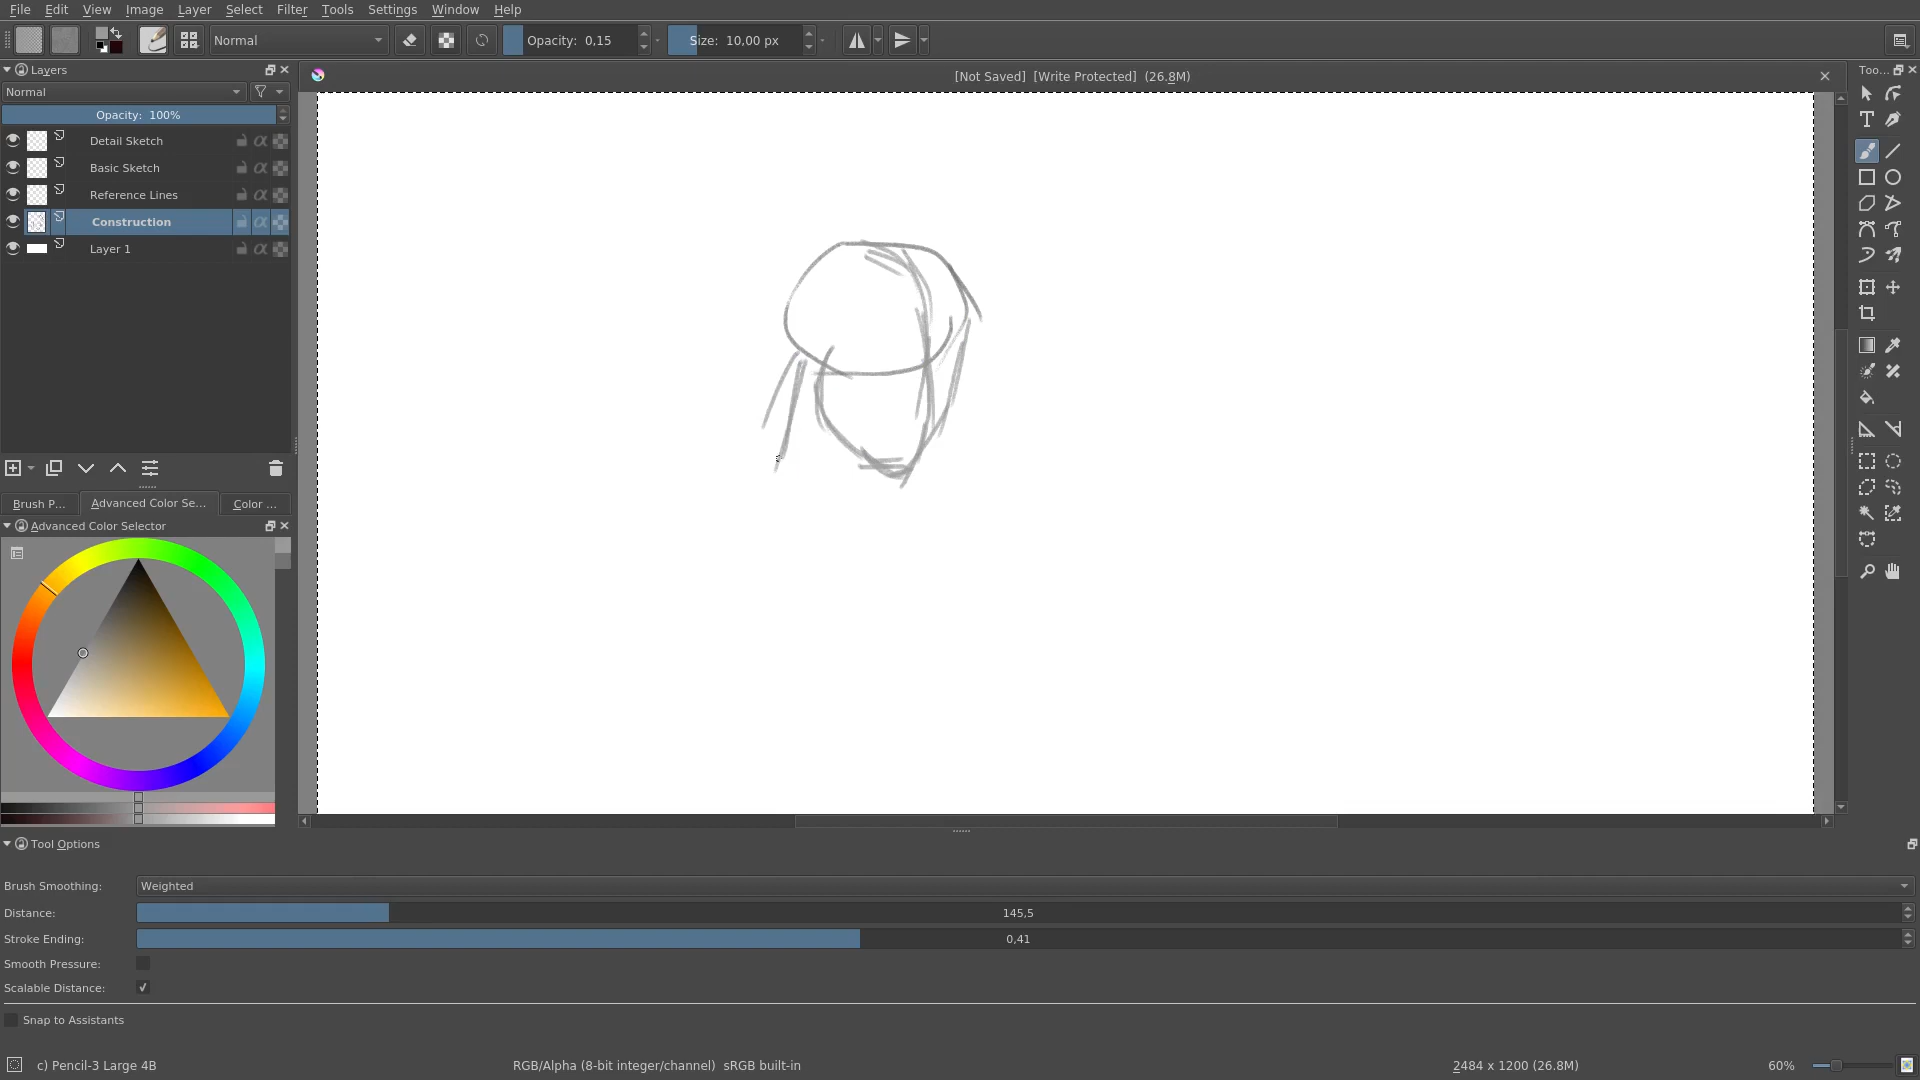 File Edit View Image Layer Select Filter Tools Settings Window Help
Normal Opacity: 0,15 Size: 10,00 px
Layers
[Not Saved] [Write Protected] (26.8M)
Too...
Normal
Opacity: 100%
Detail Sketch
Basic Sketch
Reference Lines
Construction
Layer 1
Brush P... Advanced Color Se... Color ...
Advanced Color Selector
Tool Options
Brush Smoothing: Weighted
Distance: 145,5
Stroke Ending: 0,41
Smooth Pressure:
Scalable Distance:
Snap to Assistants
c) Pencil-3 Large 4B RGB/Alpha (8-bit integer/channel) sRGB built-in 2484 x 1200 (26.8M) 60%